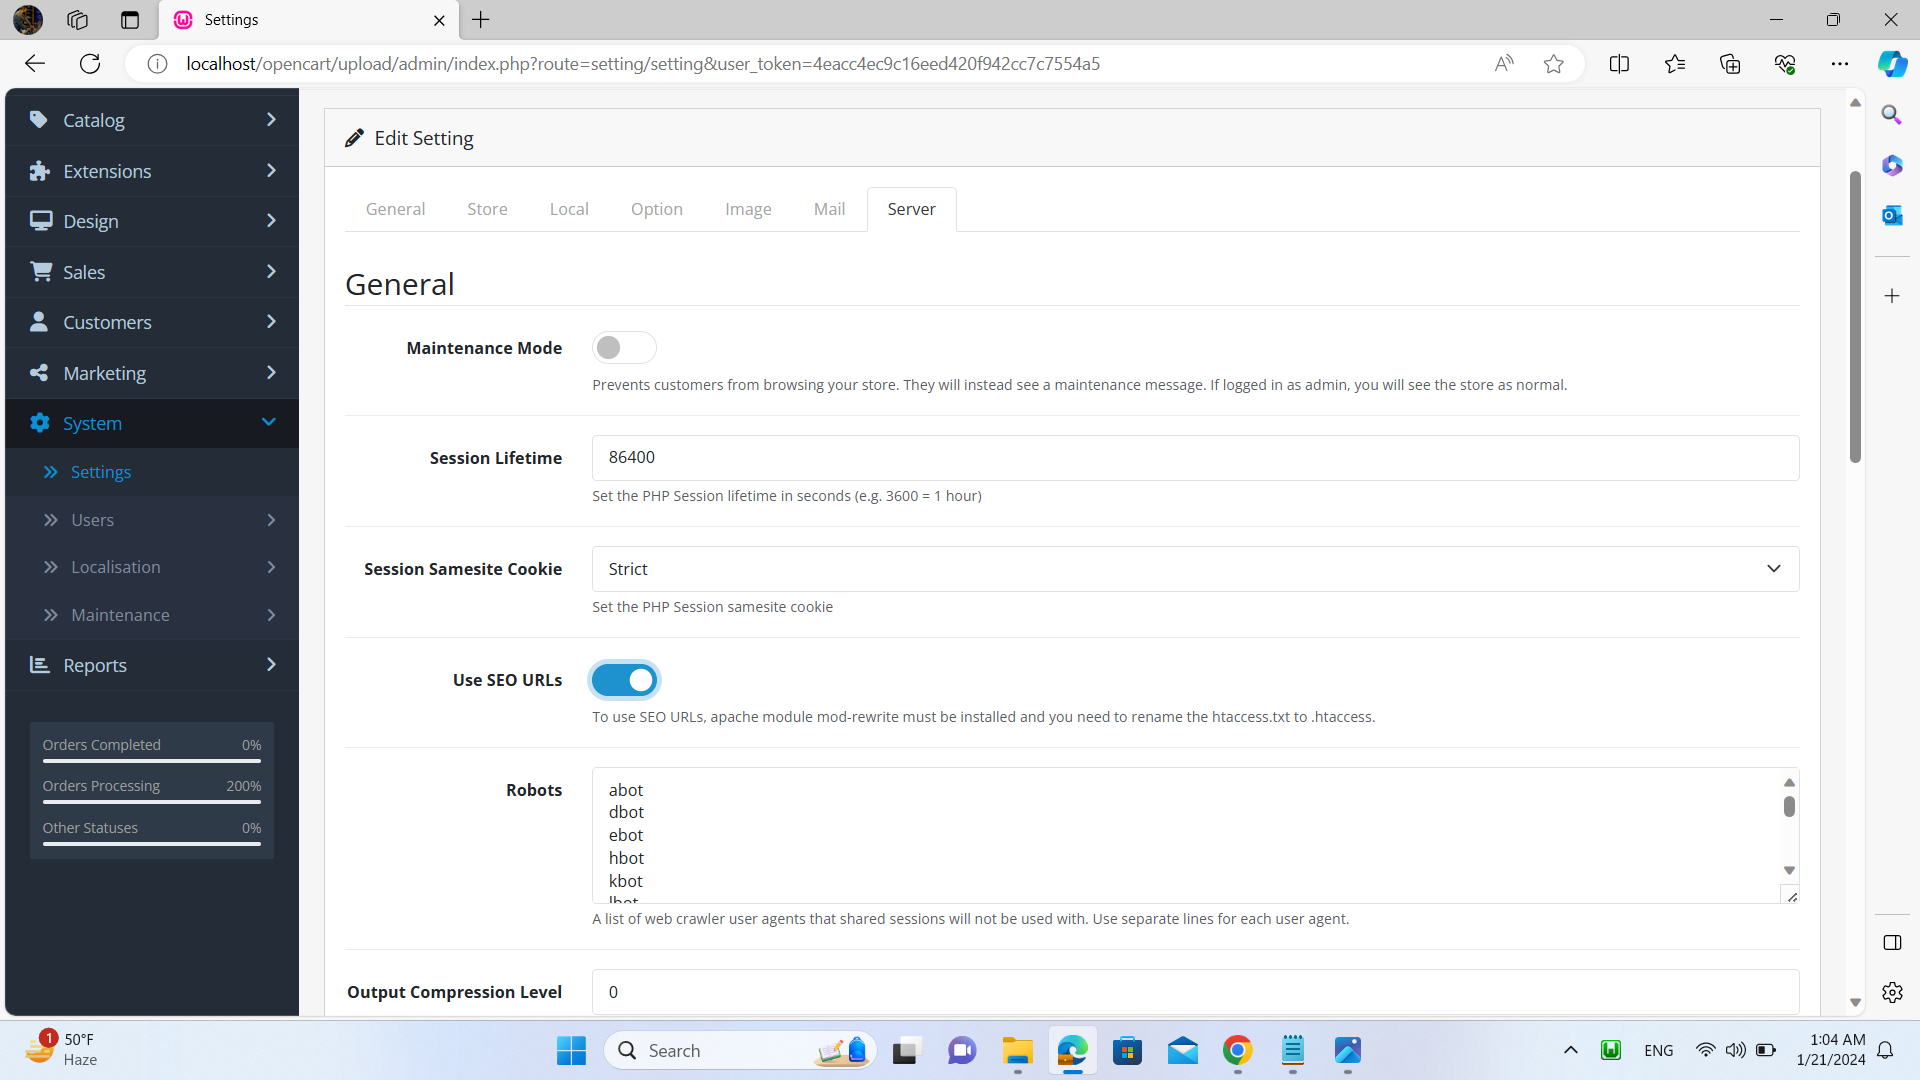 Settings
localhost/opencart/upload/admin/index.php?route=setting/setting&user_token=4eacc4ec9c16eed420f942cc7c7554a5
Catalog
Extensions
Design
Sales
Customers
Marketing
System
Settings
Users
Localisation
Maintenance
Reports
Orders Completed 0%
Orders Processing 200%
Other Statuses 0%
Edit Setting
General Store Local Option Image Mail Server
General
Maintenance Mode
Prevents customers from browsing your store. They will instead see a maintenance message. If logged in as admin, you will see the store as normal.
Session Lifetime 86400
Set the PHP Session lifetime in seconds (e.g. 3600 = 1 hour)
Session Samesite Cookie Strict
Set the PHP Session samesite cookie
Use SEO URLs
To use SEO URLs, apache module mod-rewrite must be installed and you need to rename the htaccess.txt to .htaccess.
Robots abot
dbot
ebot
hbot
kbot
lbot
A list of web crawler user agents that shared sessions will not be used with. Use separate lines for each user agent.
Output Compression Level 0
1 50°F
Haze
Search
ENG
1:04 AM
1/21/2024